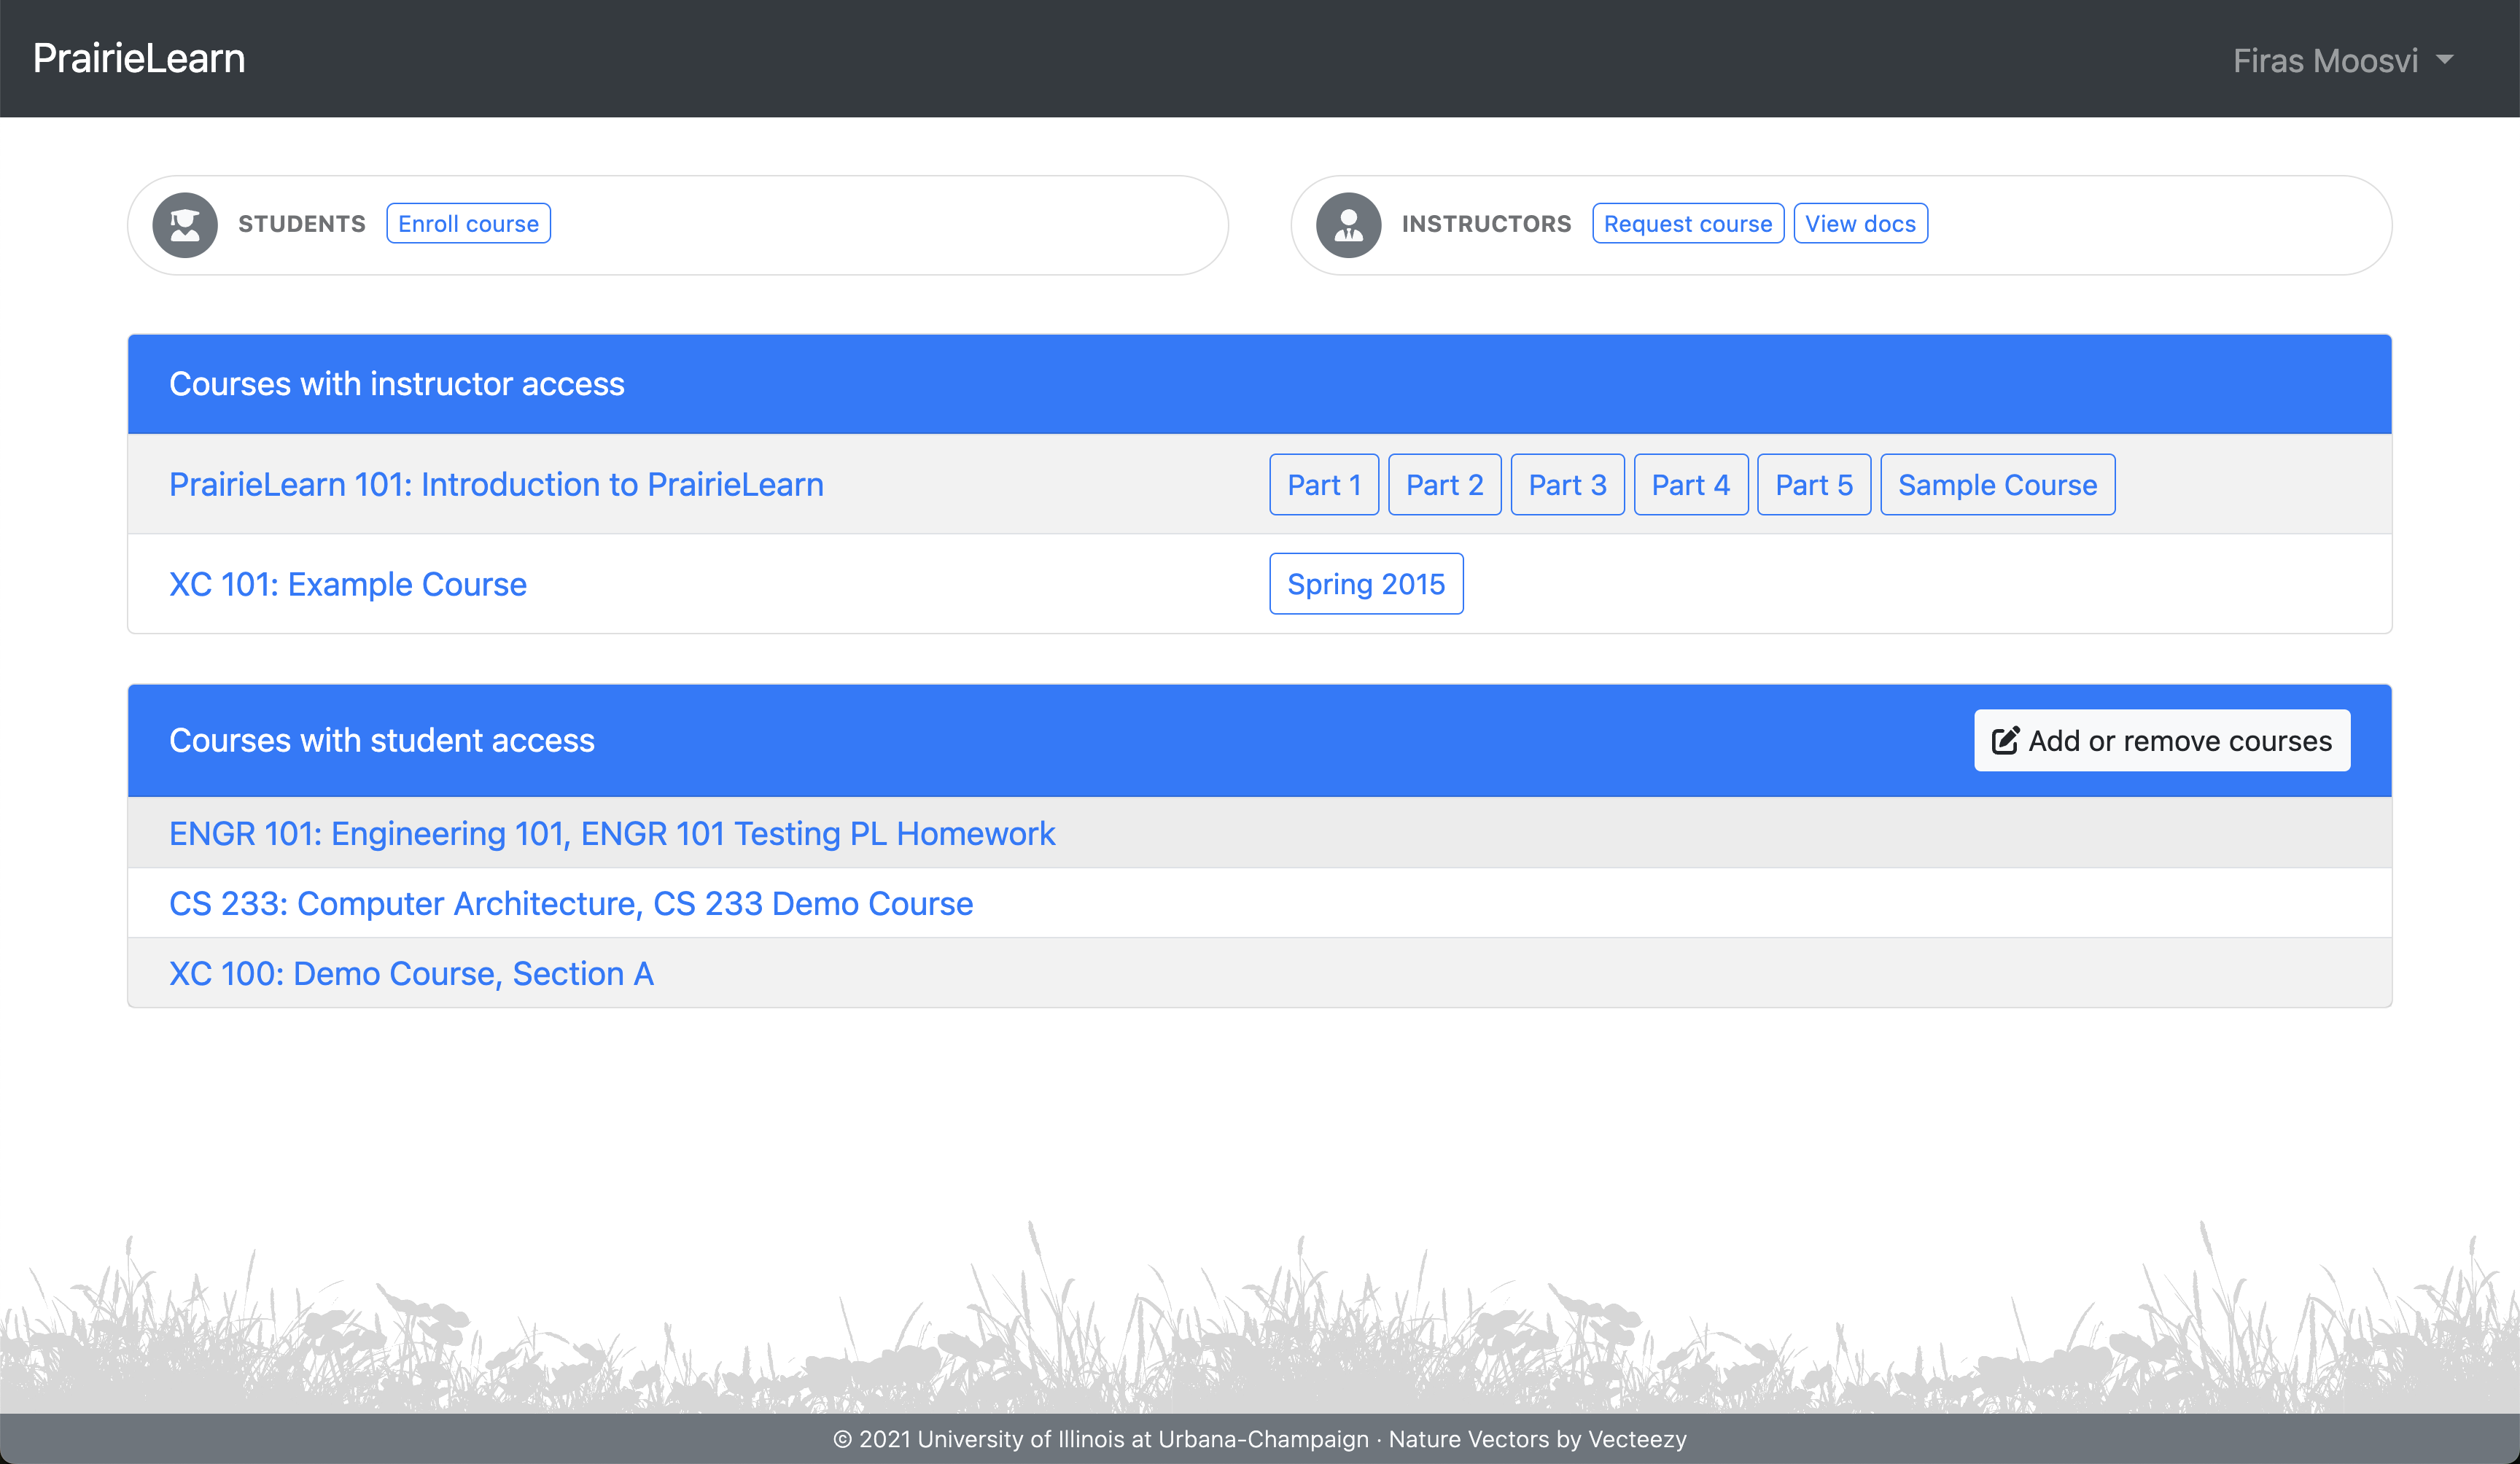 PrairieLearn
Firas Moosvi
STUDENTS Enroll course
INSTRUCTORS Request course View docs
Courses with instructor access
PrairieLearn 101: Introduction to PrairieLearn Part 1 Part 2 Part 3 Part 4 Part 5 Sample Course
XC 101: Example Course Spring 2015
Courses with student access Add or remove courses
ENGR 101: Engineering 101, ENGR 101 Testing PL Homework
CS 233: Computer Architecture, CS 233 Demo Course
XC 100: Demo Course, Section A
© 2021 University of Illinois at Urbana-Champaign · Nature Vectors by Vecteezy